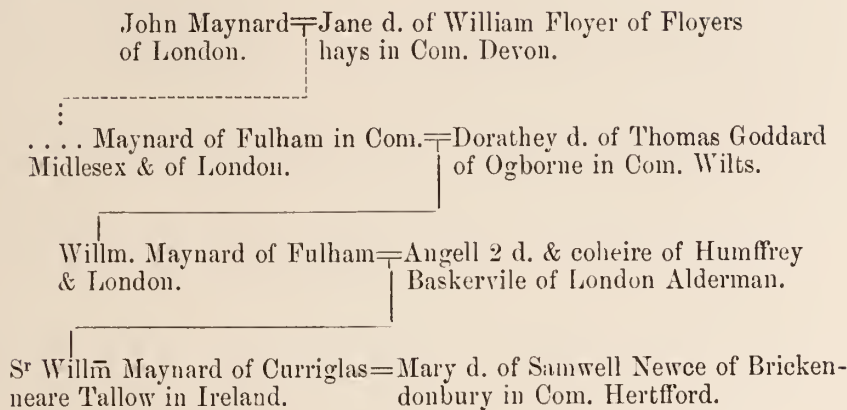 John Maynard=Jane d. of William Floyer of Floyers
of London. hays in Com. Devon.
.... Maynard of Fulham in Com.=Dorathey d. of Thomas Goddard
Midlesex & of London. of Ogborne in Com. Wilts.
Willm. Maynard of Fulham=Angell 2 d. & coheire of Humffrey
& London. Baskervile of London Alderman.
Sʳ Willm̄ Maynard of Curriglas=Mary d. of Samwell Newce of Bricken-
neare Tallow in Ireland. donbury in Com. Hertfford.